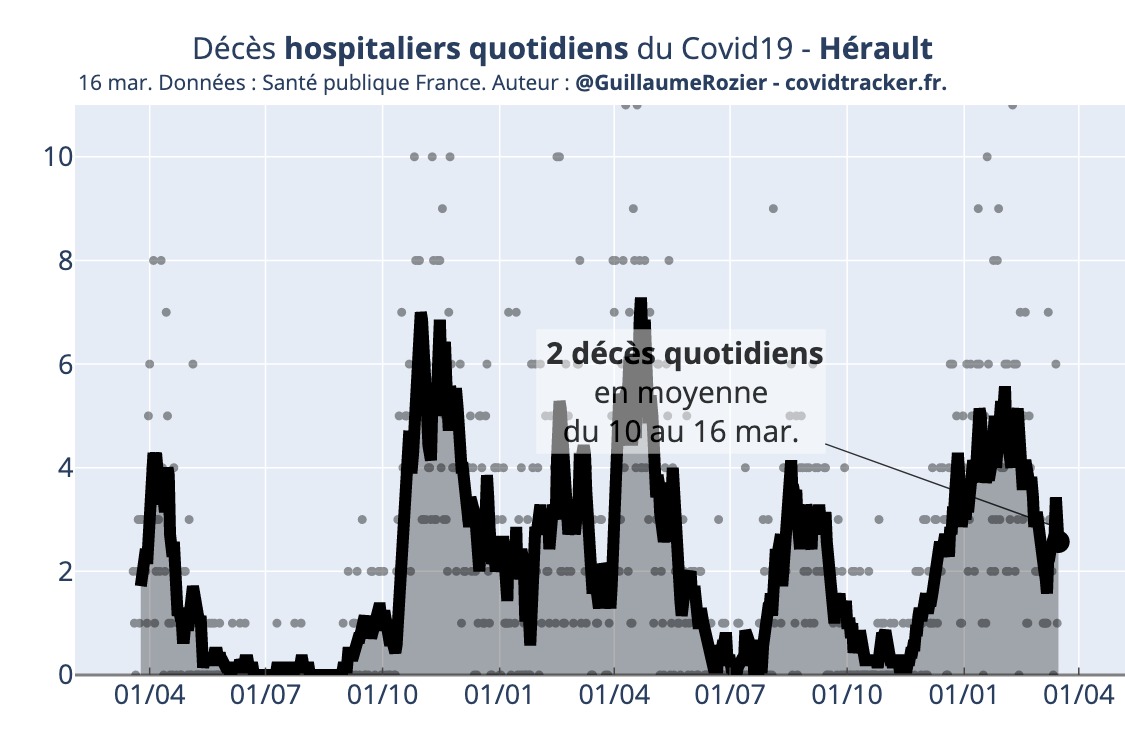 Décès hospitaliers quotidiens du Covid19 - Hérault
16 mar. Données : Santé publique France. Auteur : @GuillaumeRozier - covidtracker.fr.
10
8
6
4
2
0
2 décès quotidiens
en moyenne
du 10 au 16 mar.
01/04 01/07 01/10 01/01 01/04 01/07 01/10 01/01 01/04